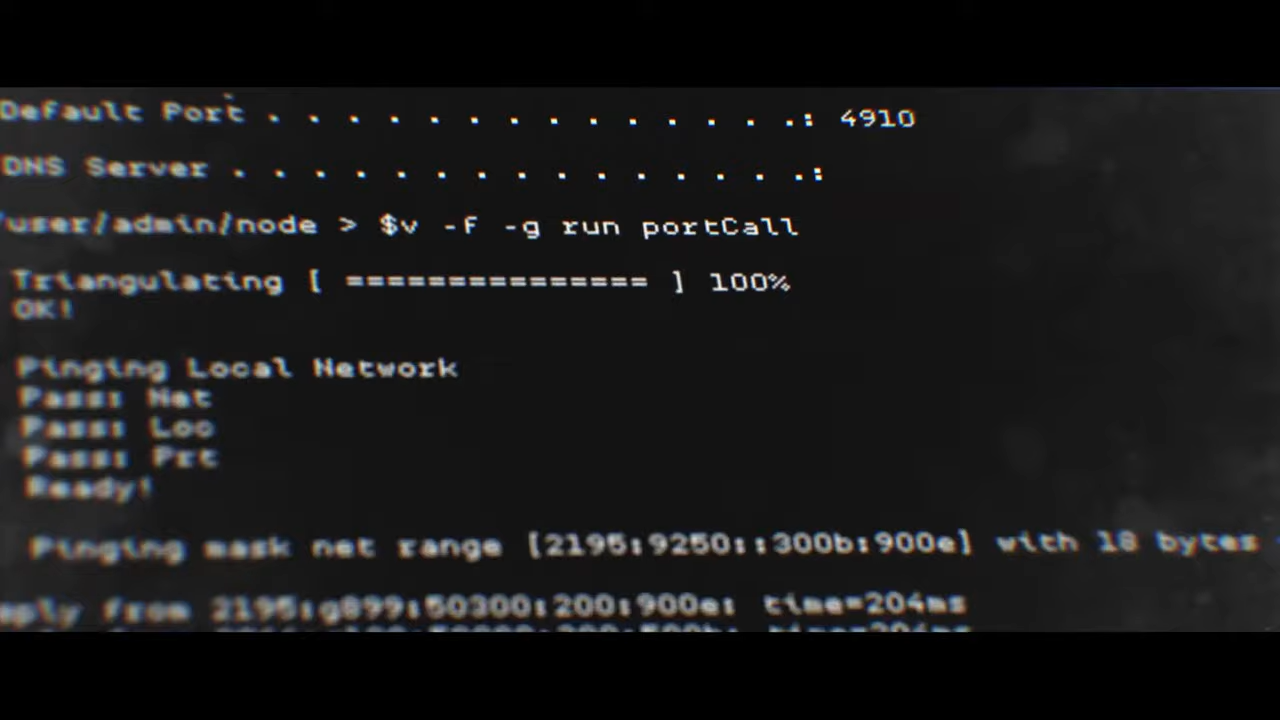 Default Port . . . . . . . . . . . . . .: 4910
DNS Server . . . . . . . . . . . . . . .:
/user/admin/node > $v -f -g run portCall
Triangulating [ =============== ] 100%
OK!
Pinging Local Network
Pass: Net
Pass: Loc
Pass: Prt
Ready!
Pinging mask net range [2195:9250::300b:900e] with 18 bytes
from 2195:g899:50300:200:900e: time=204ms